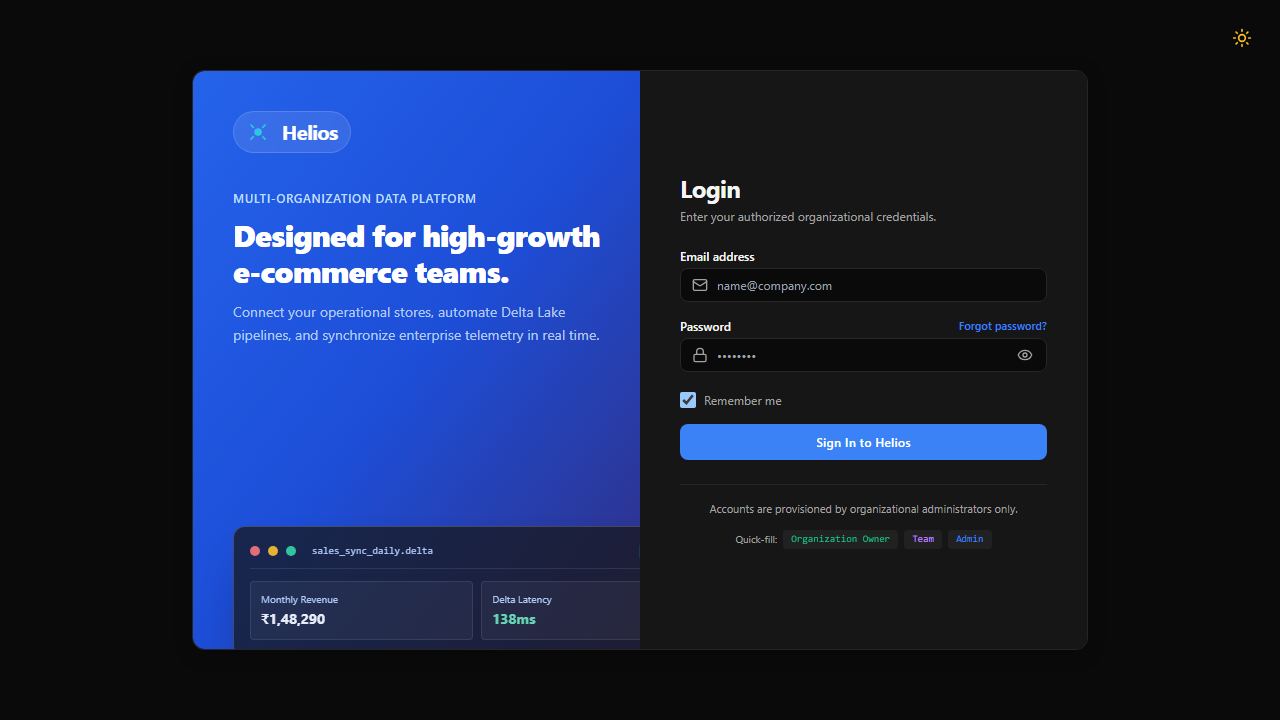 Helios
MULTI-ORGANIZATION DATA PLATFORM
Designed for high-growth
e-commerce teams.
Connect your operational stores, automate Delta Lake
pipelines, and synchronize enterprise telemetry in real time.
sales_sync_daily.delta
Monthly Revenue
₹1,48,290
Delta Latency
138ms
Login
Enter your authorized organizational credentials.
Email address
name@company.com
Password
Forgot password?
••••••••
Remember me
Sign In to Helios
Accounts are provisioned by organizational administrators only.
Quick-fill: Organization Owner Team Admin